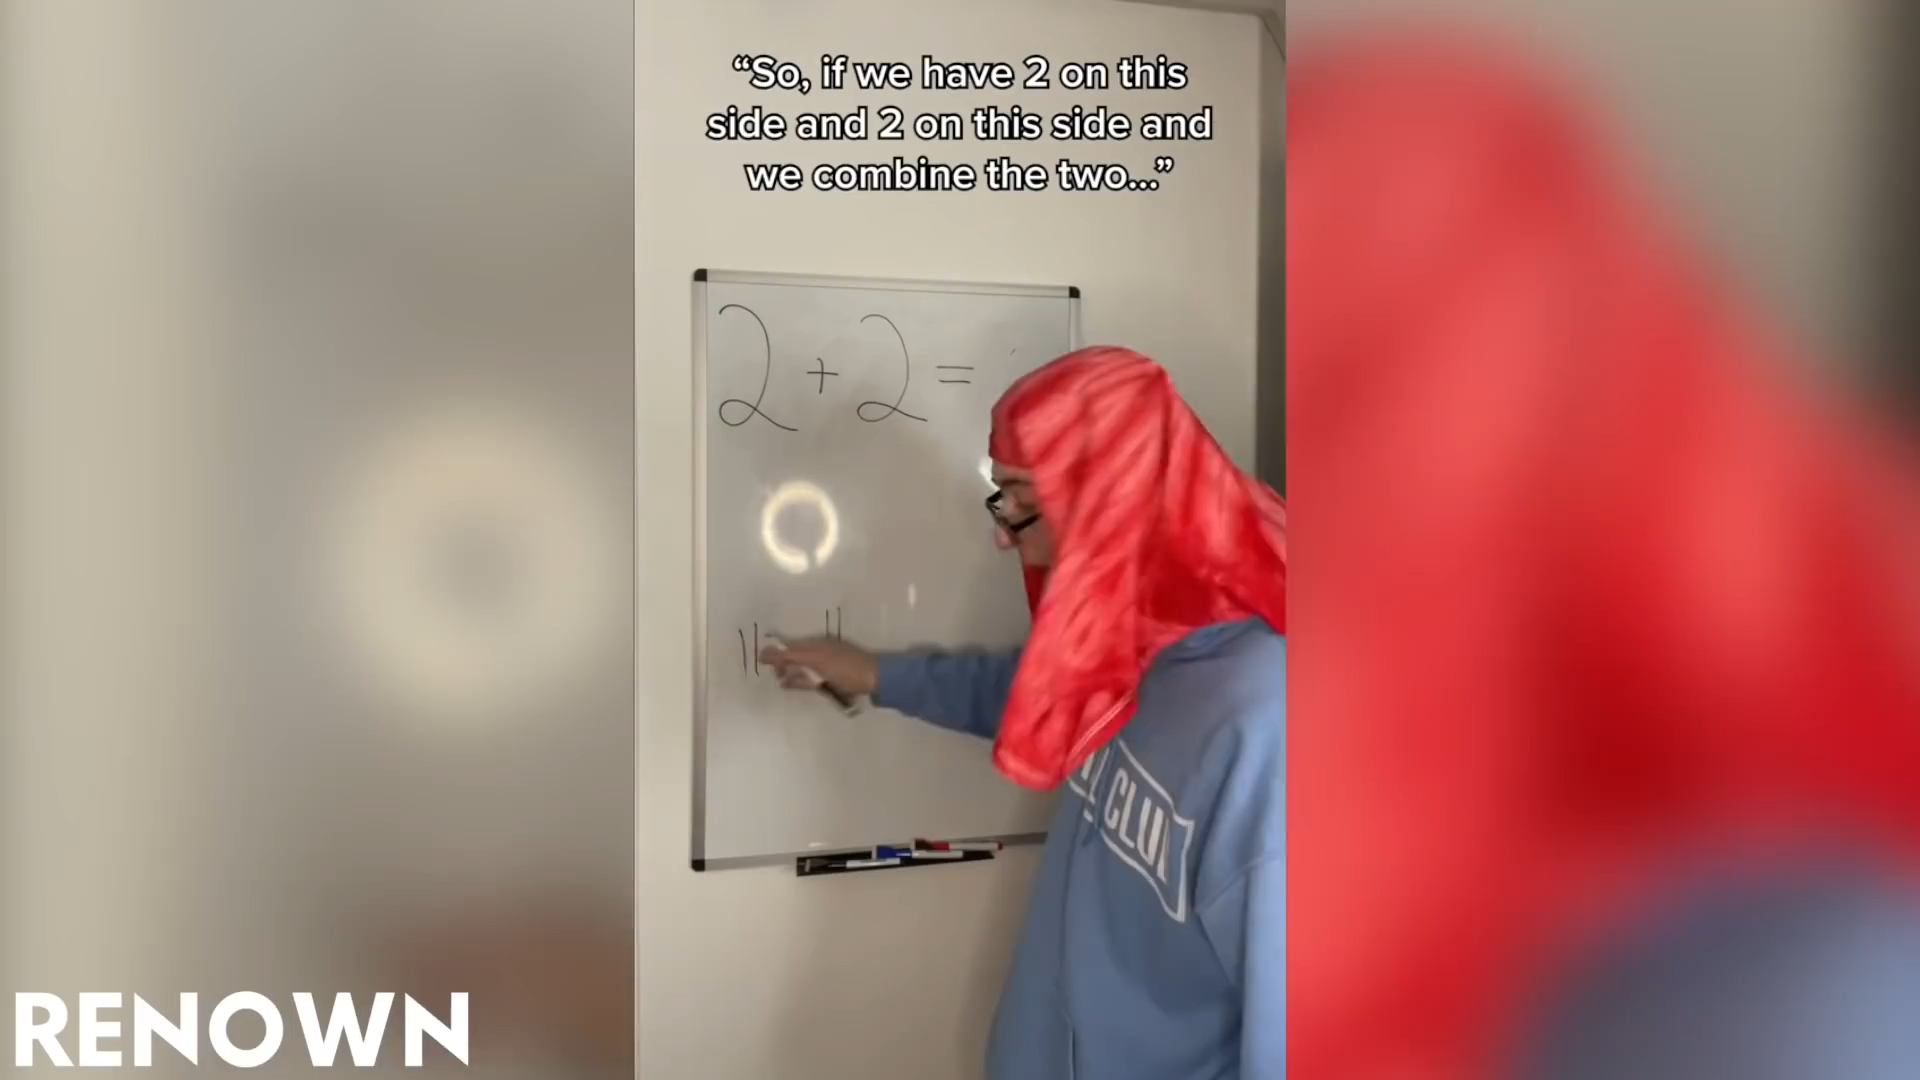 “So, if we have 2 on this
side and 2 on this side and
we combine the two...”
2 + 2 =
|| ||
CLUB
RENOWN